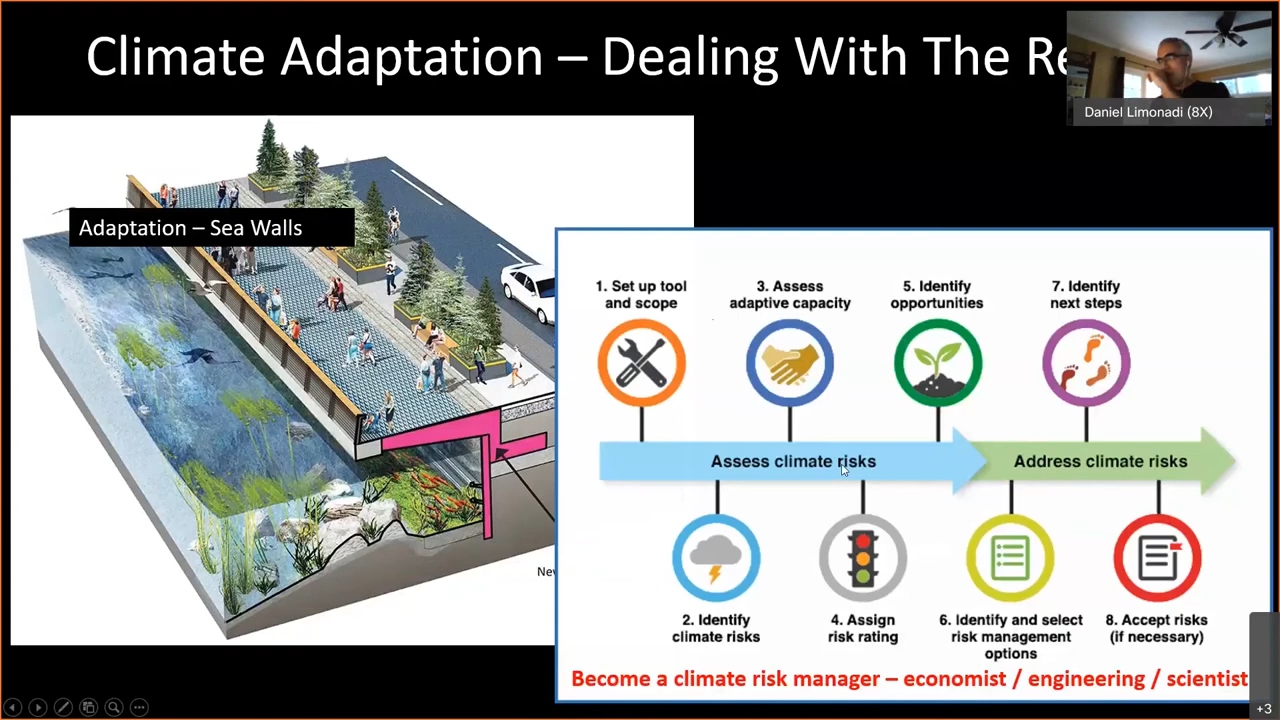 Climate Adaptation – Dealing With The Re
Daniel Limonadi (8X)
Adaptation – Sea Walls
1. Set up tool
and scope
3. Assess
adaptive capacity
5. Identify
opportunities
7. Identify
next steps
Assess climate risks
Address climate risks
2. Identify
climate risks
4. Assign
risk rating
6. Identify and select
risk management
options
8. Accept risks
(if necessary)
Become a climate risk manager – economist / engineering / scientist
+3